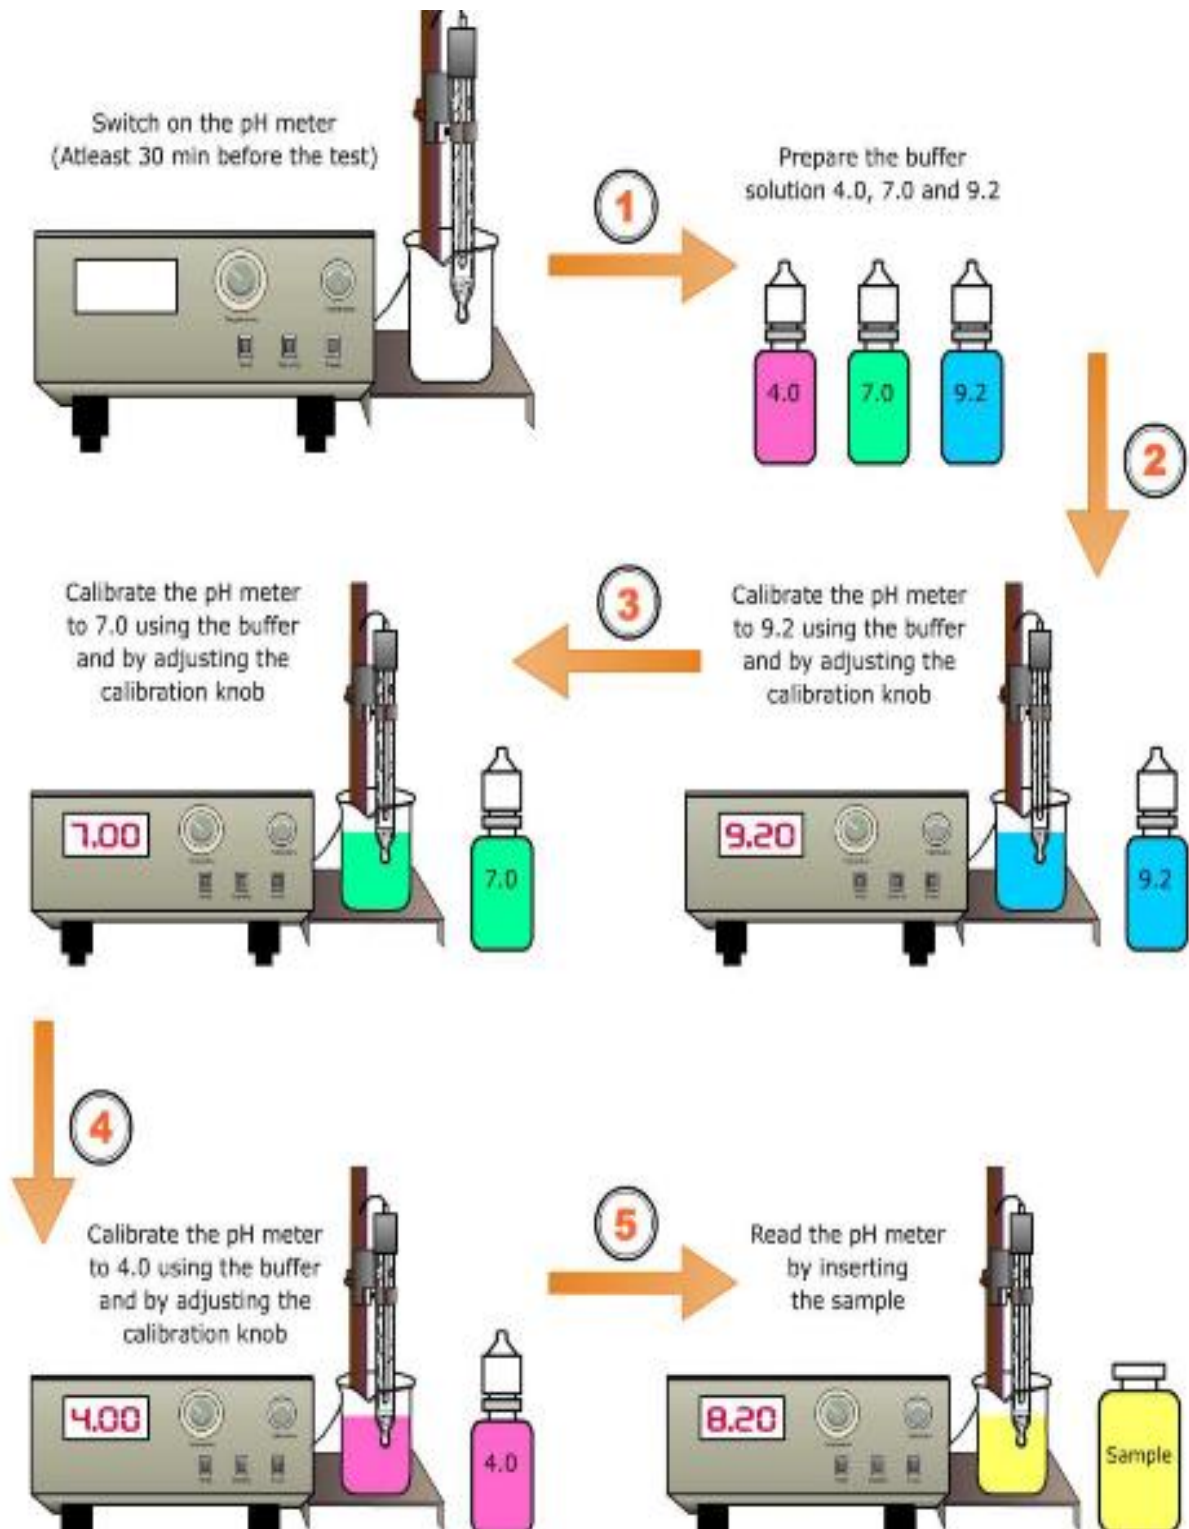 Switch on the pH meter
(Atleast 30 min before the test)
1
Prepare the buffer
solution 4.0, 7.0 and 9.2
4.0
7.0
9.2
2
Calibrate the pH meter
to 9.2 using the buffer
and by adjusting the
calibration knob
9.20
9.2
3
Calibrate the pH meter
to 7.0 using the buffer
and by adjusting the
calibration knob
7.00
7.0
4
Calibrate the pH meter
to 4.0 using the buffer
and by adjusting the
calibration knob
4.00
4.0
5
Read the pH meter
by inserting
the sample
8.20
Sample